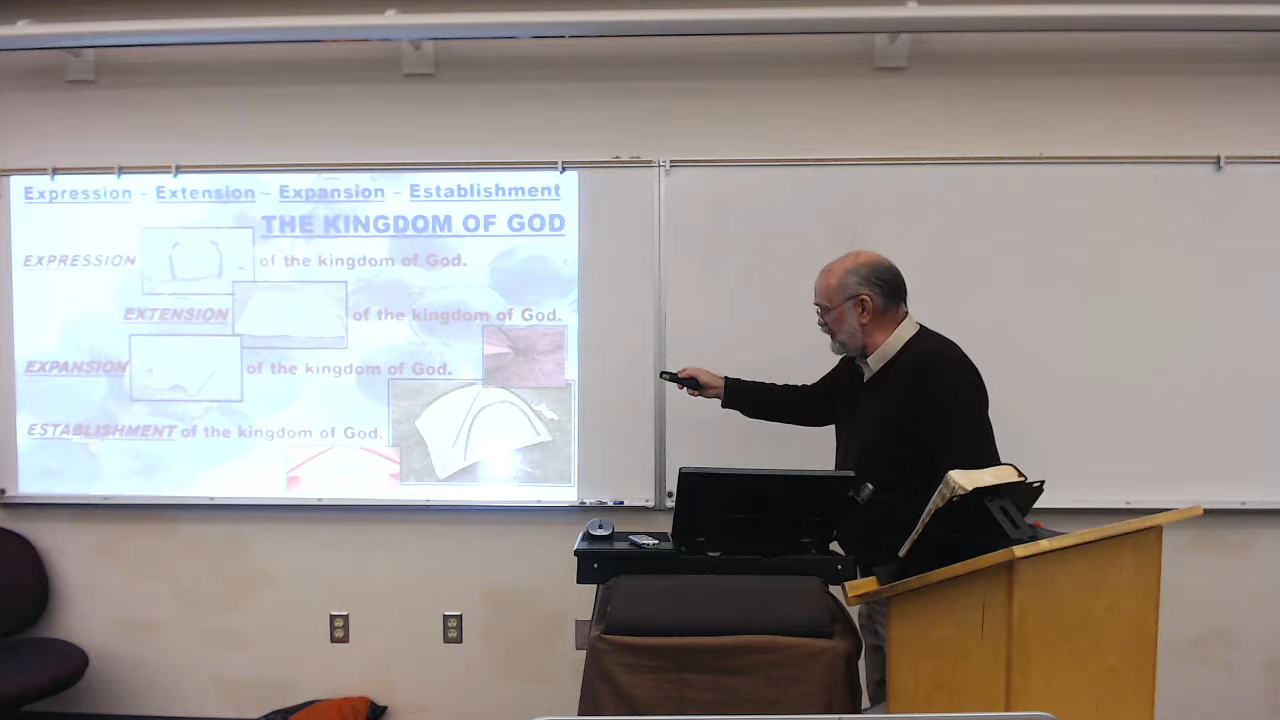 Expression – Extension – Expansion – Establishment
THE KINGDOM OF GOD
EXPRESSION of the kingdom of God.
EXTENSION of the kingdom of God.
EXPANSION of the kingdom of God.
ESTABLISHMENT of the kingdom of God.